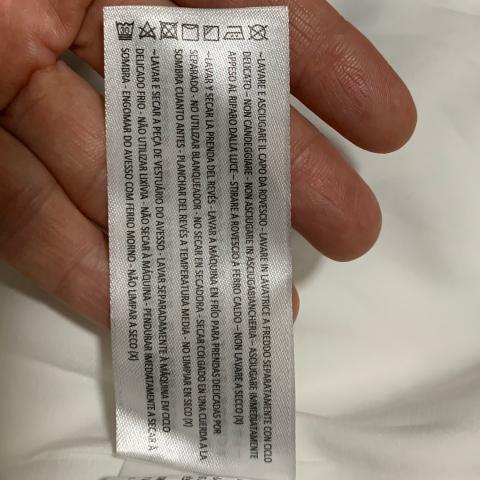 ~LAVARE E ASCIUGARE IL CAPO DA ROVESCIO - LAVARE IN LAVATRICE A FREDDO SEPARATAMENTE CON CICLO
DELICATO - NON CANDEGGIARE - NON ASCIUGARE IN ASCIUGABIANCHERIA - ASCIUGARE IMMEDIATAMENTE
APPESO AL RIPARO DALLA LUCE - STIRARE A ROVESCIO A FERRO CALDO - NON LAVARE A SECCO (X)
~LAVAR Y SECAR LA PRENDA DEL REVÉS - LAVAR A MÁQUINA EN FRÍO PARA PRENDAS DELICADAS POR
SEPARADO - NO UTILIZAR BLANQUEADOR - NO SECAR EN SECADORA - SECAR COLGADO EN UNA CUERDA A LA
SOMBRA CUANTO ANTES - PLANCHAR DEL REVÉS A TEMPERATURA MEDIA - NO LIMPIAR EN SECO (X)
~LAVAR E SECAR A PEÇA DE VESTUÁRIO DO AVESSO - LAVAR SEPARADAMENTE À MÁQUINA EM CICLO
DELICADO FRIO - NÃO UTILIZAR LIXÍVIA - NÃO SECAR À MÁQUINA - PENDURAR IMEDIATAMENTE A SECAR À
SOMBRA - ENGOMAR DO AVESSO COM FERRO MORNO - NÃO LIMPAR A SECO (X)